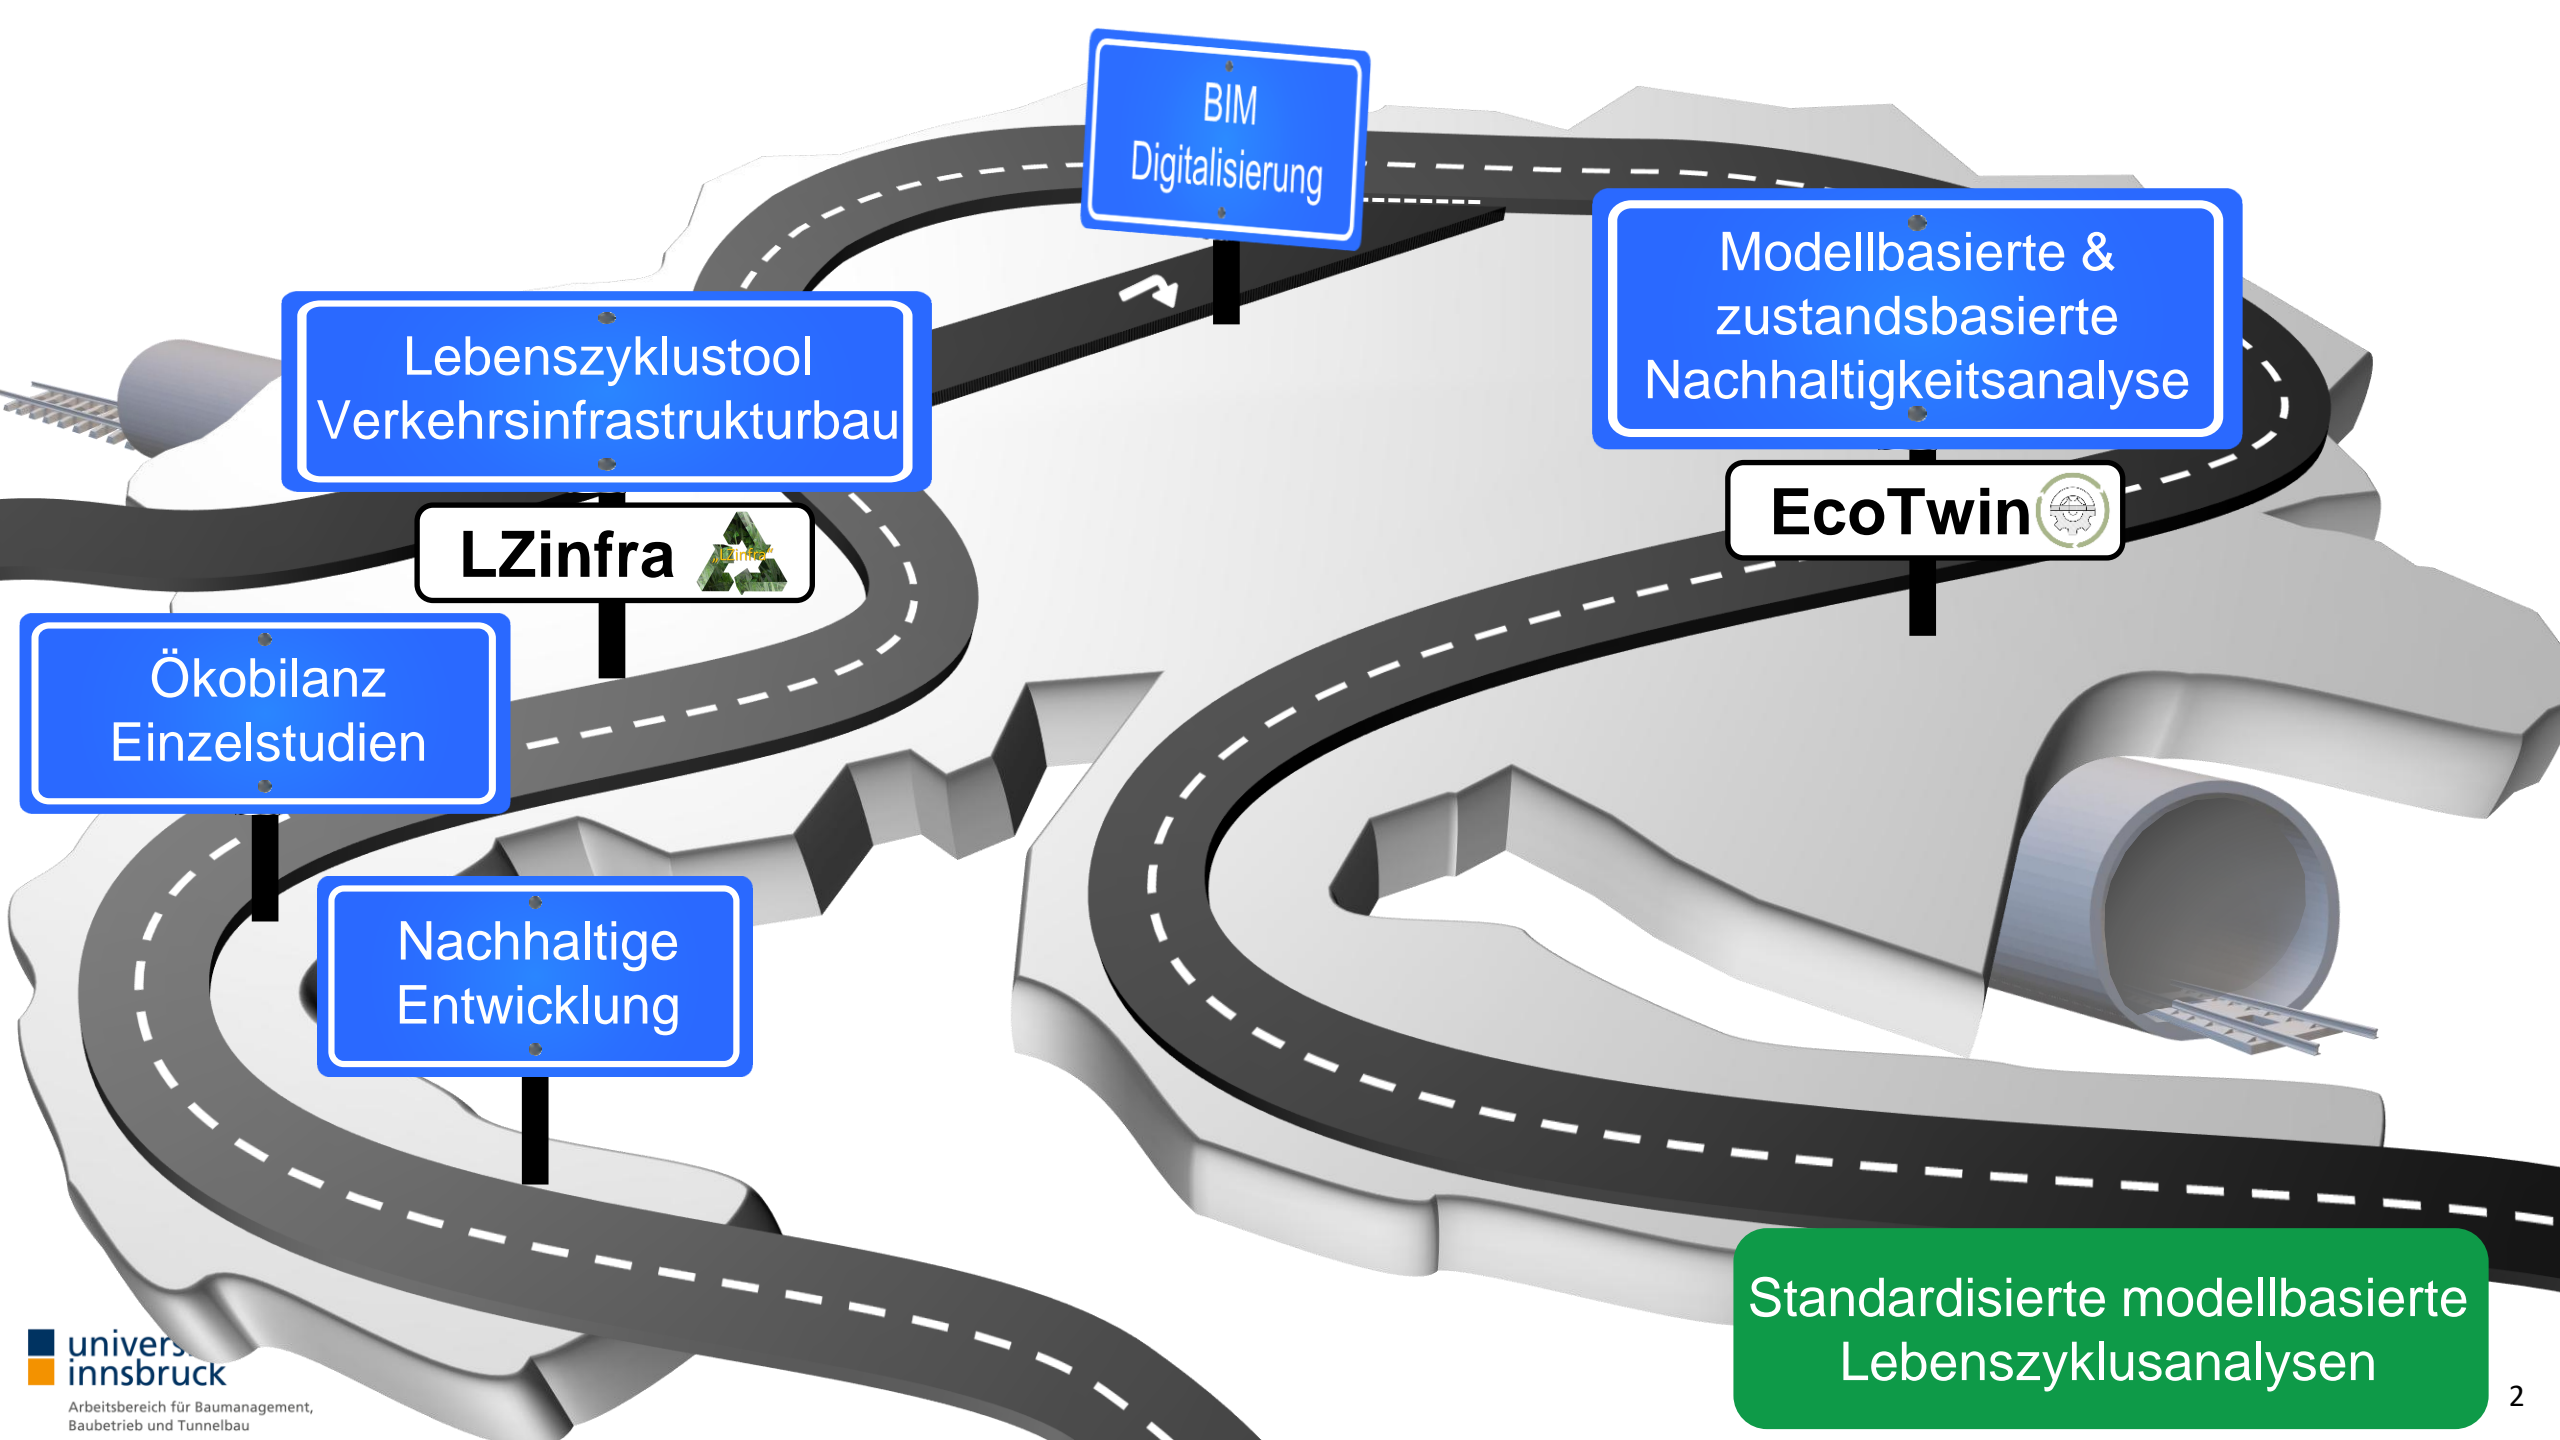 BIM
Digitalisierung
Modellbasierte &
zustandsbasierte
Nachhaltigkeitsanalyse
EcoTwin
Lebenszyklustool
Verkehrsinfrastrukturbau
LZinfra
„LZinfra“
Ökobilanz
Einzelstudien
Nachhaltige
Entwicklung
Standardisierte modellbasierte
Lebenszyklusanalysen
innsbruck
Arbeitsbereich für Baumanagement,
Baubetrieb und Tunnelbau
2